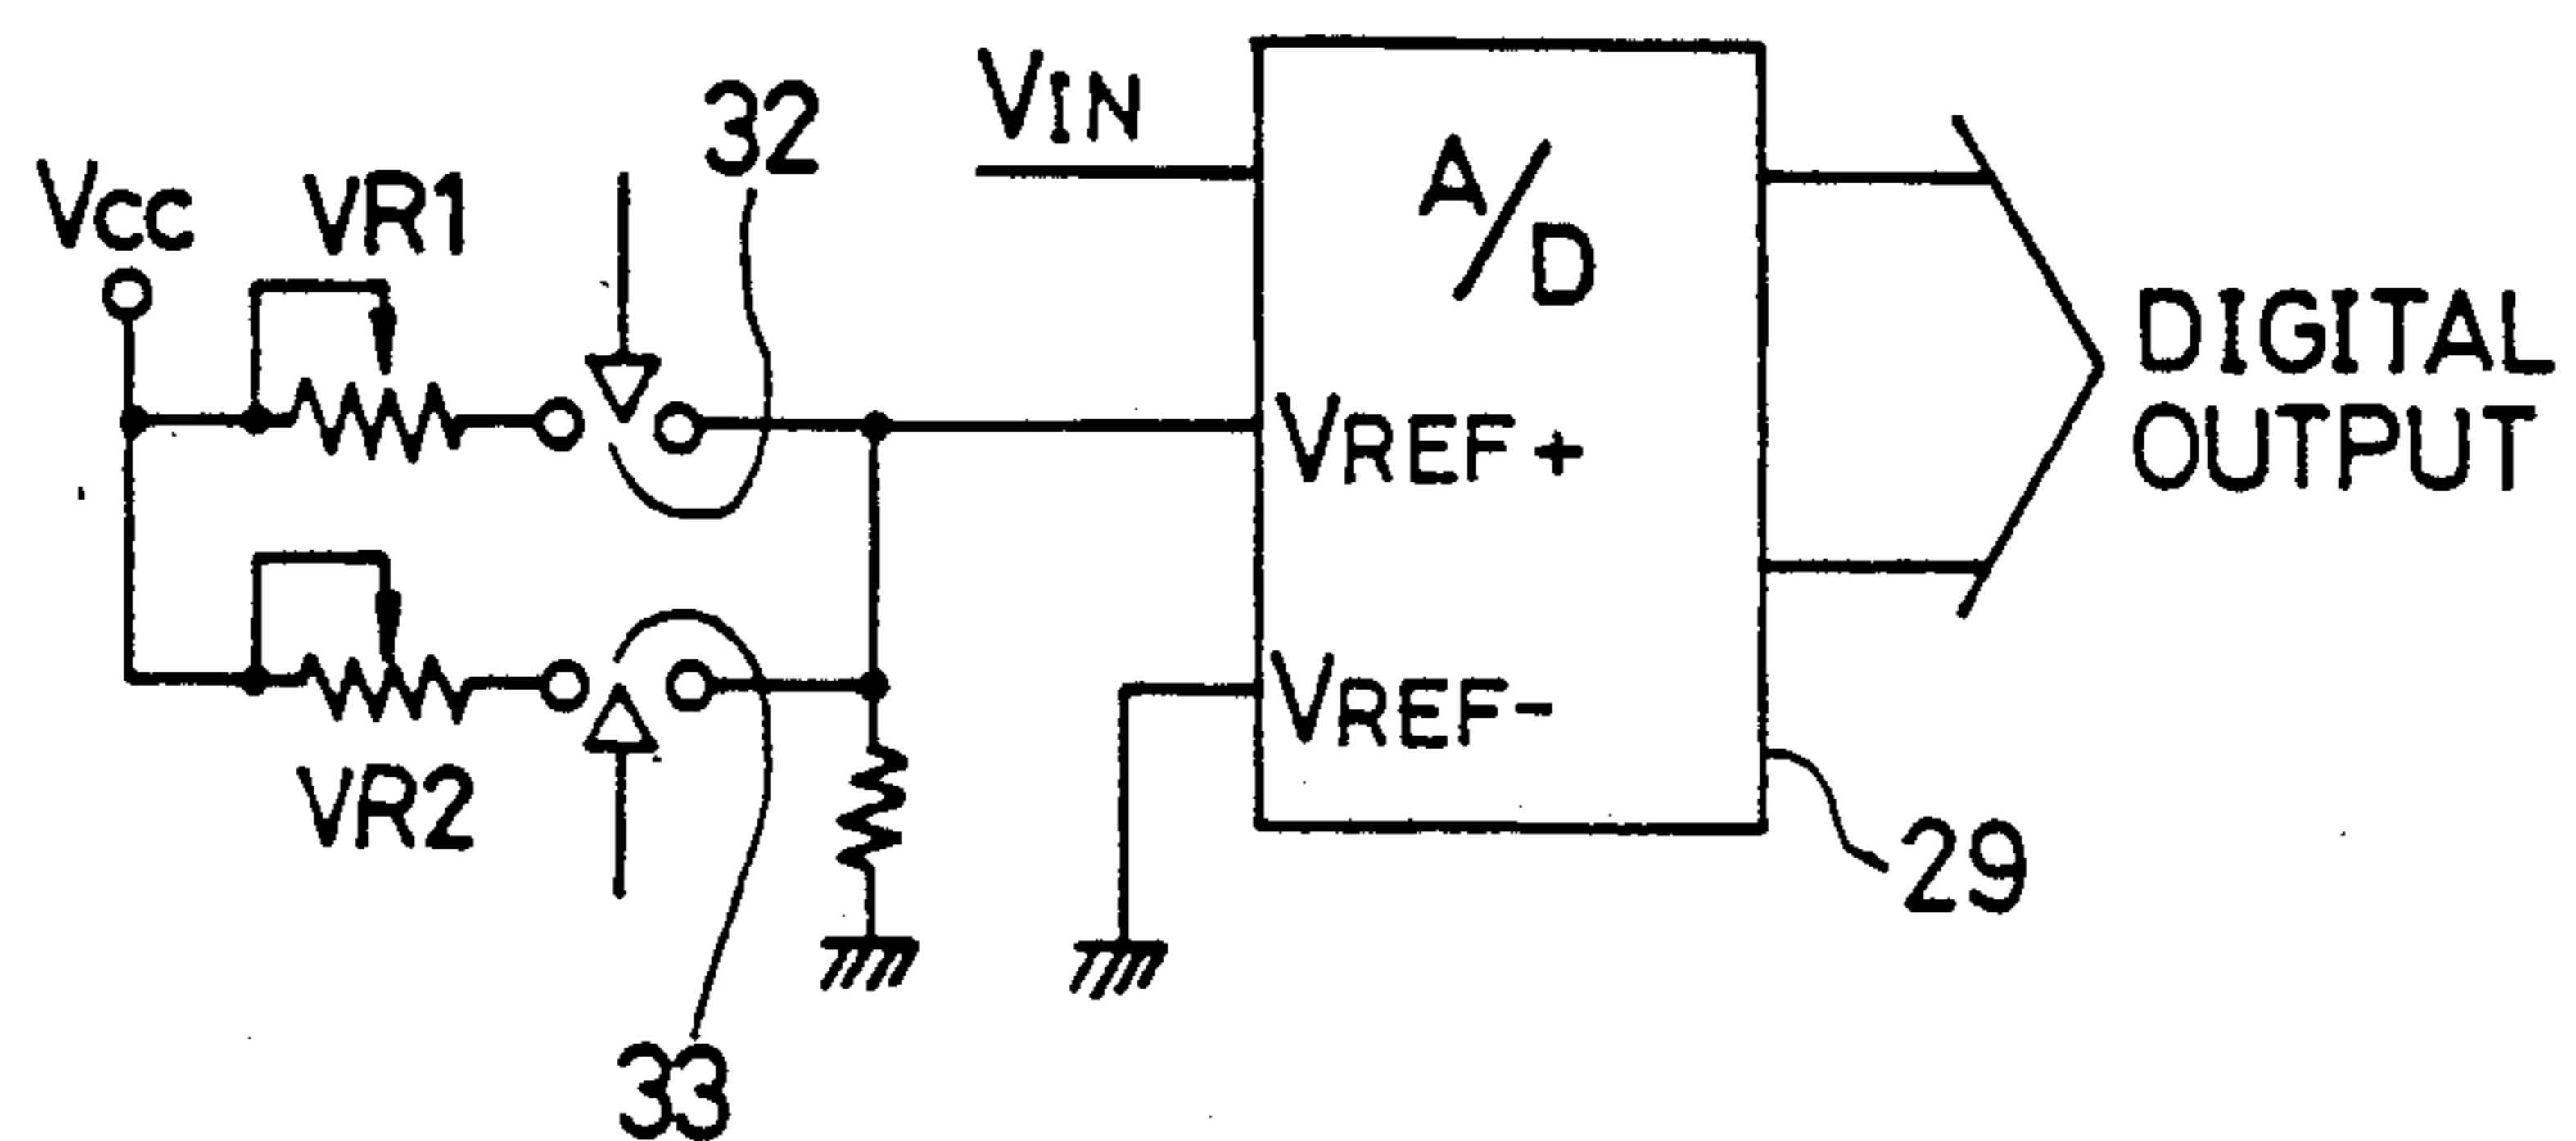 VCC
VR1
32
VIN
A/D
VREF+
VREF-
DIGITAL
OUTPUT
VR2
29
33